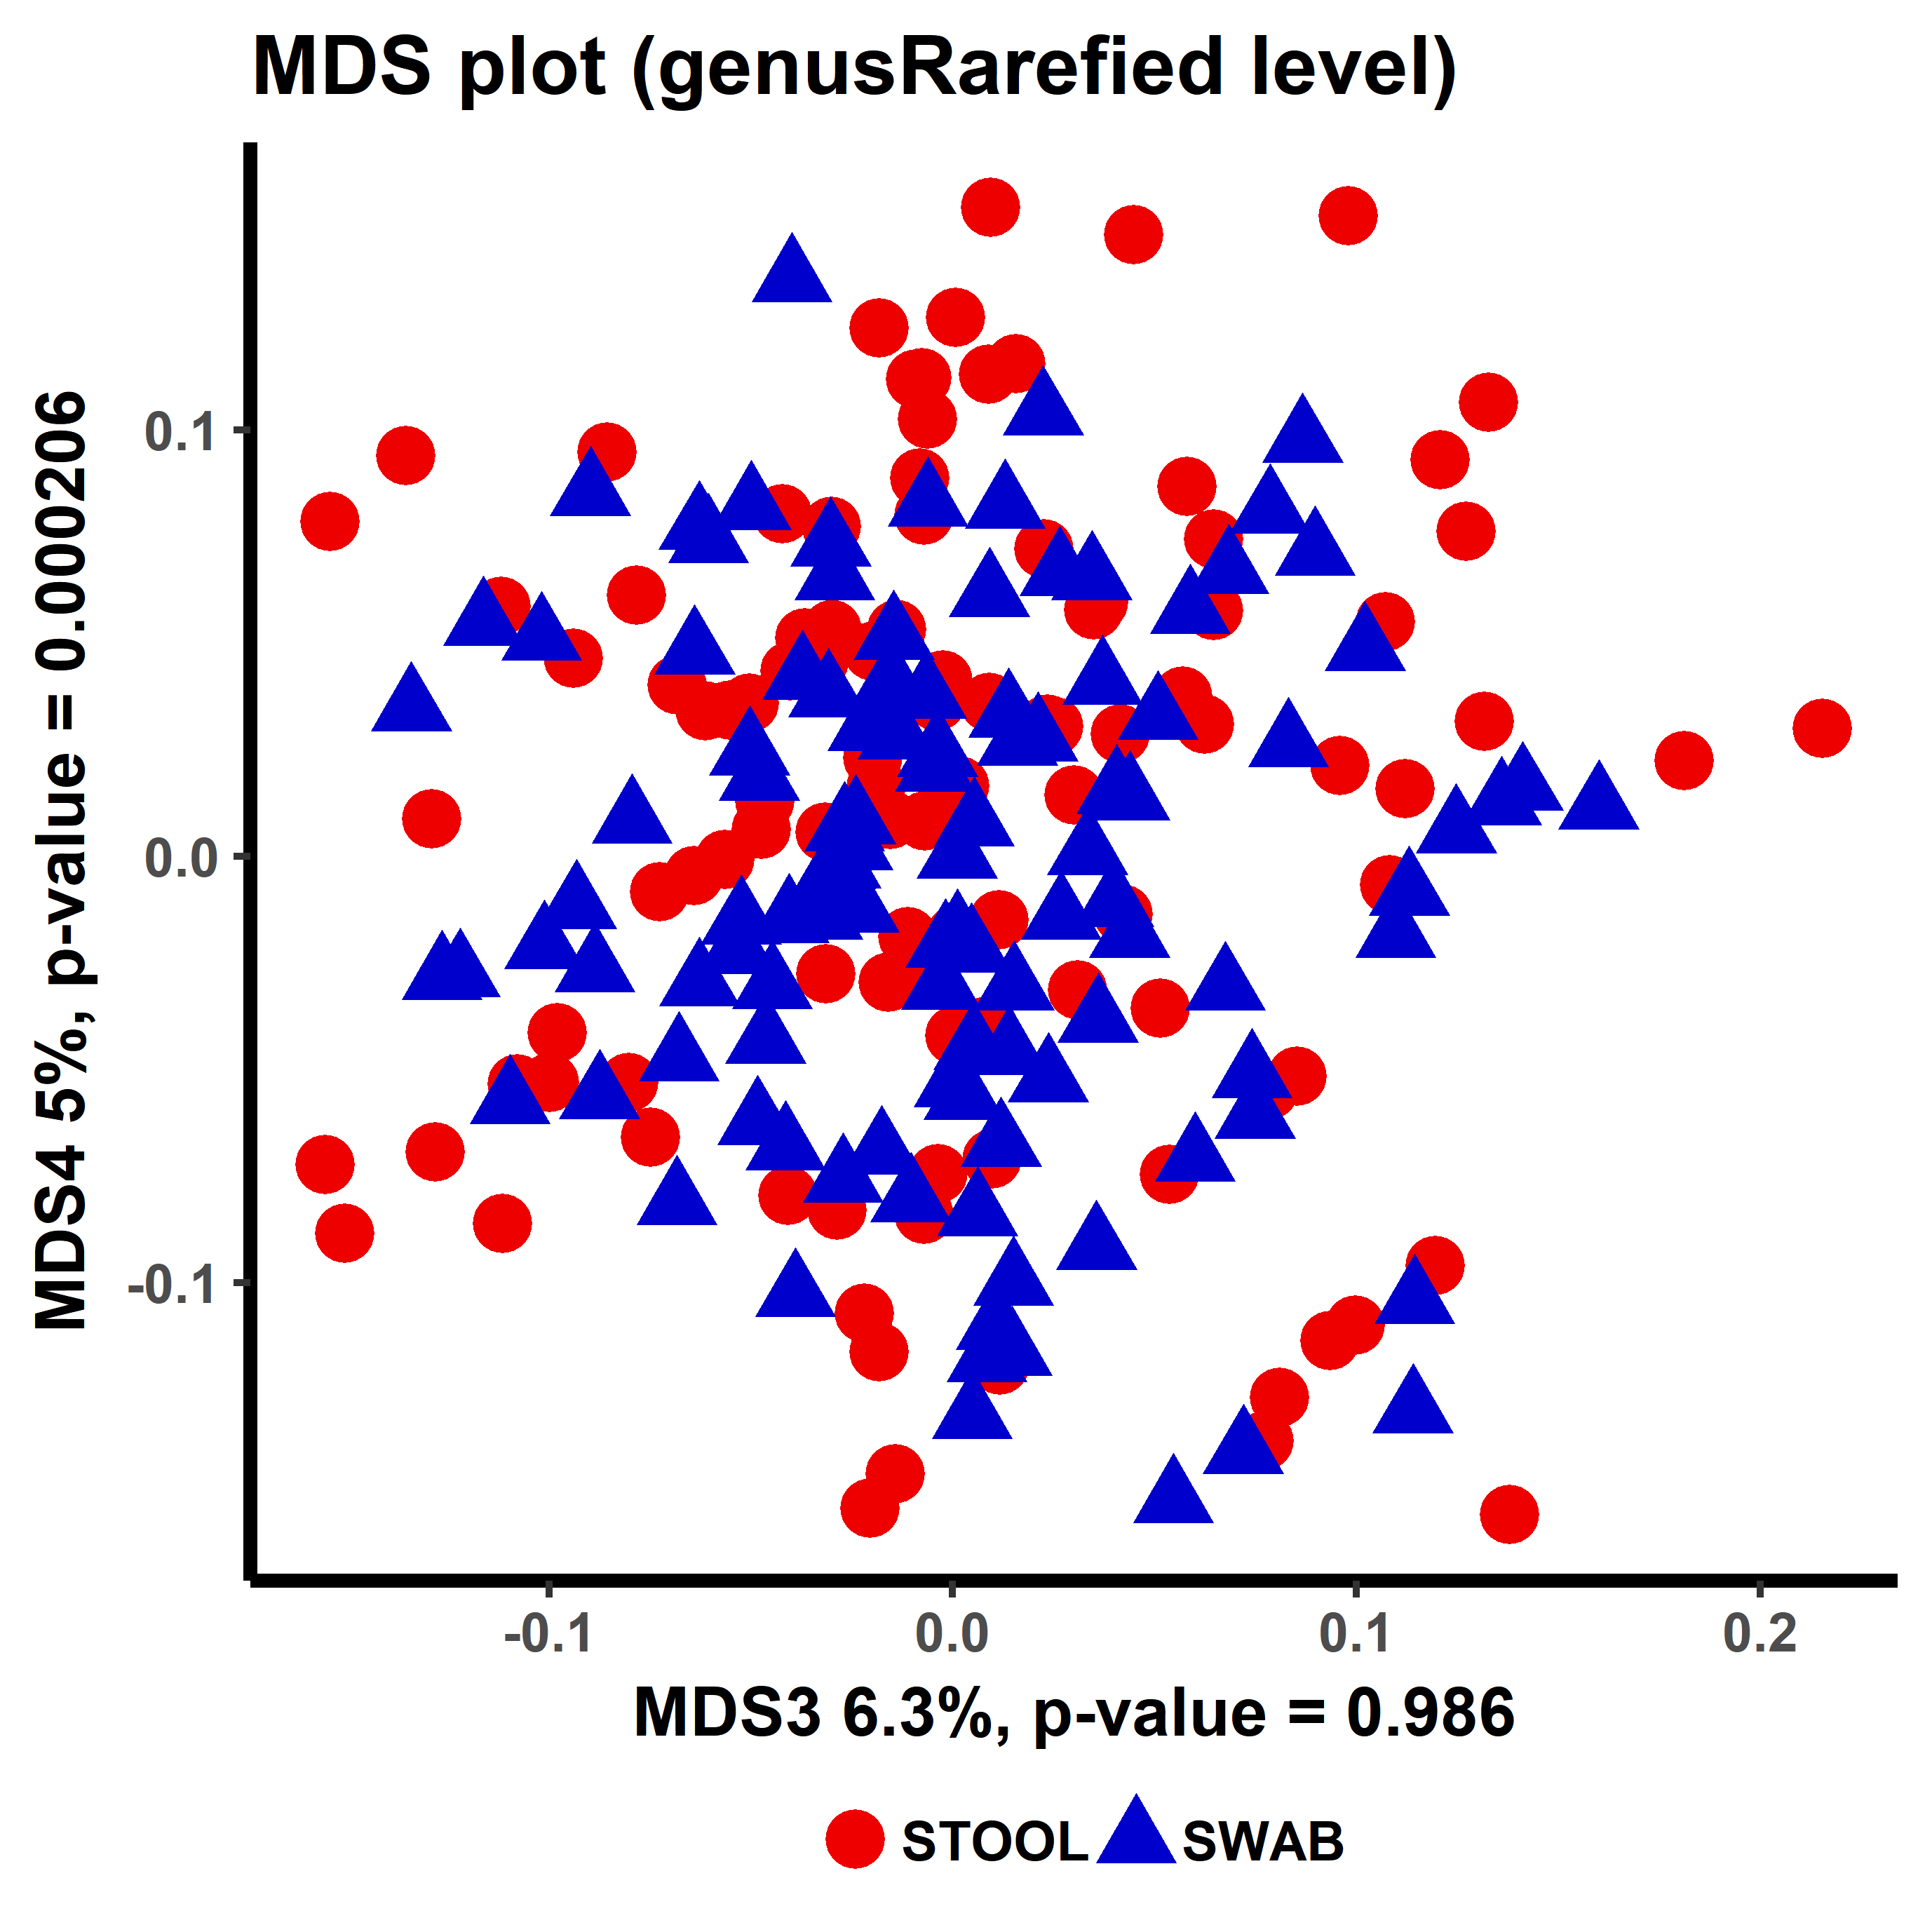 MDS plot (genusRarefied level)
MDS4 5%, p-value = 0.000206
0.1
0.0
-0.1
-0.1
0.0
0.1
0.2
MDS3 6.3%, p-value = 0.986
STOOL
SWAB